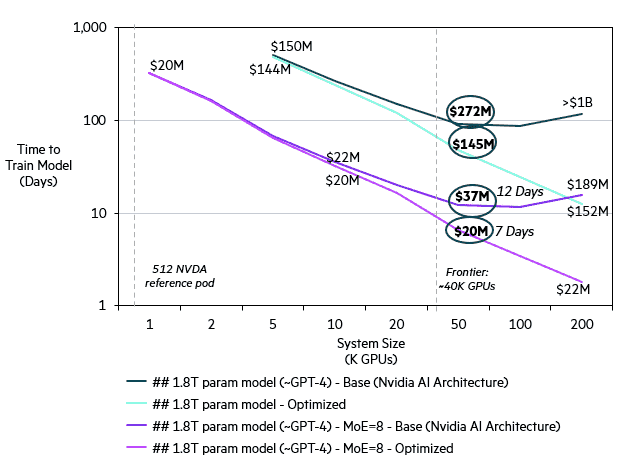 1,000
$150M
$20M
$144M
$272M
>$1B
100
Time to
Train Model
(Days)
$145M
$22M
$20M
$37M
12 Days
$189M
$152M
10
$20M
7 Days
512 NVDA
reference pod
Frontier:
~40K GPUs
$22M
1
1 2 5 10 20 50 100 200
System Size
(K GPUs)
## 1.8T param model (~GPT-4) - Base (Nvidia AI Architecture)
## 1.8T param model - Optimized
## 1.8T param model (~GPT-4) - MoE=8 - Base (Nvidia AI Architecture)
## 1.8T param model (~GPT-4) - MoE=8 - Optimized